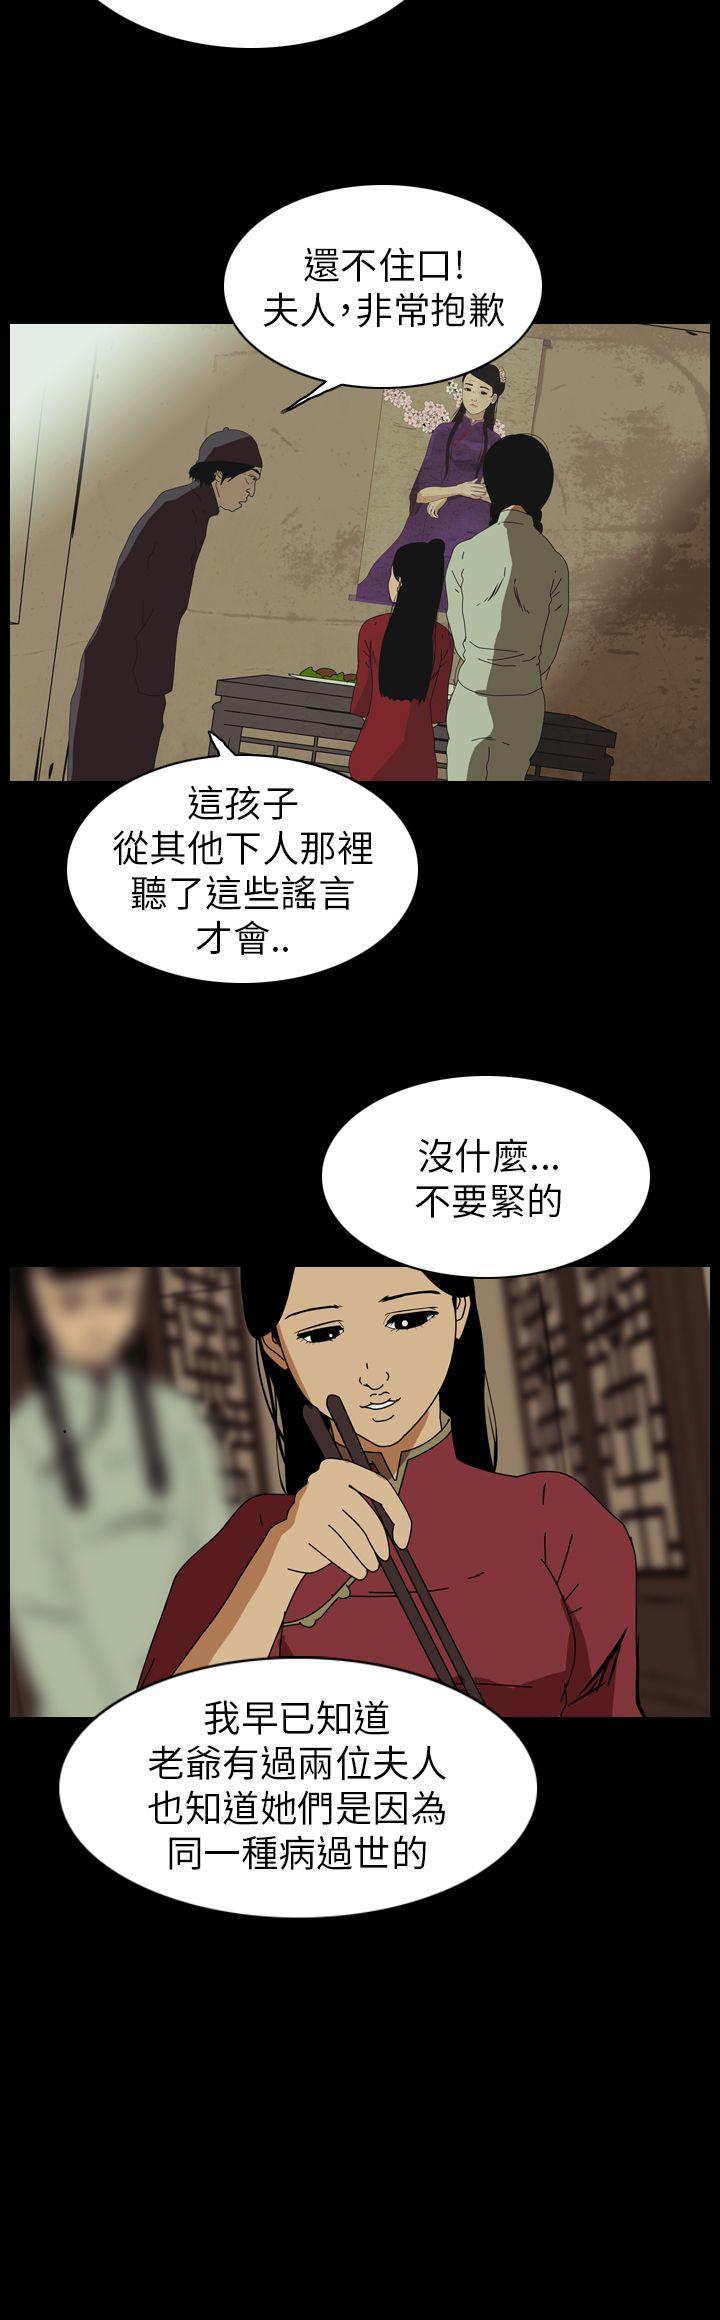 還不住口!
夫人,非常抱歉
這孩子
從其他下人那裡
聽了這些謠言
才會..
沒什麼...
不要緊的
我早已知道
老爺有過兩位夫人
也知道她們是因為
同一種病過世的